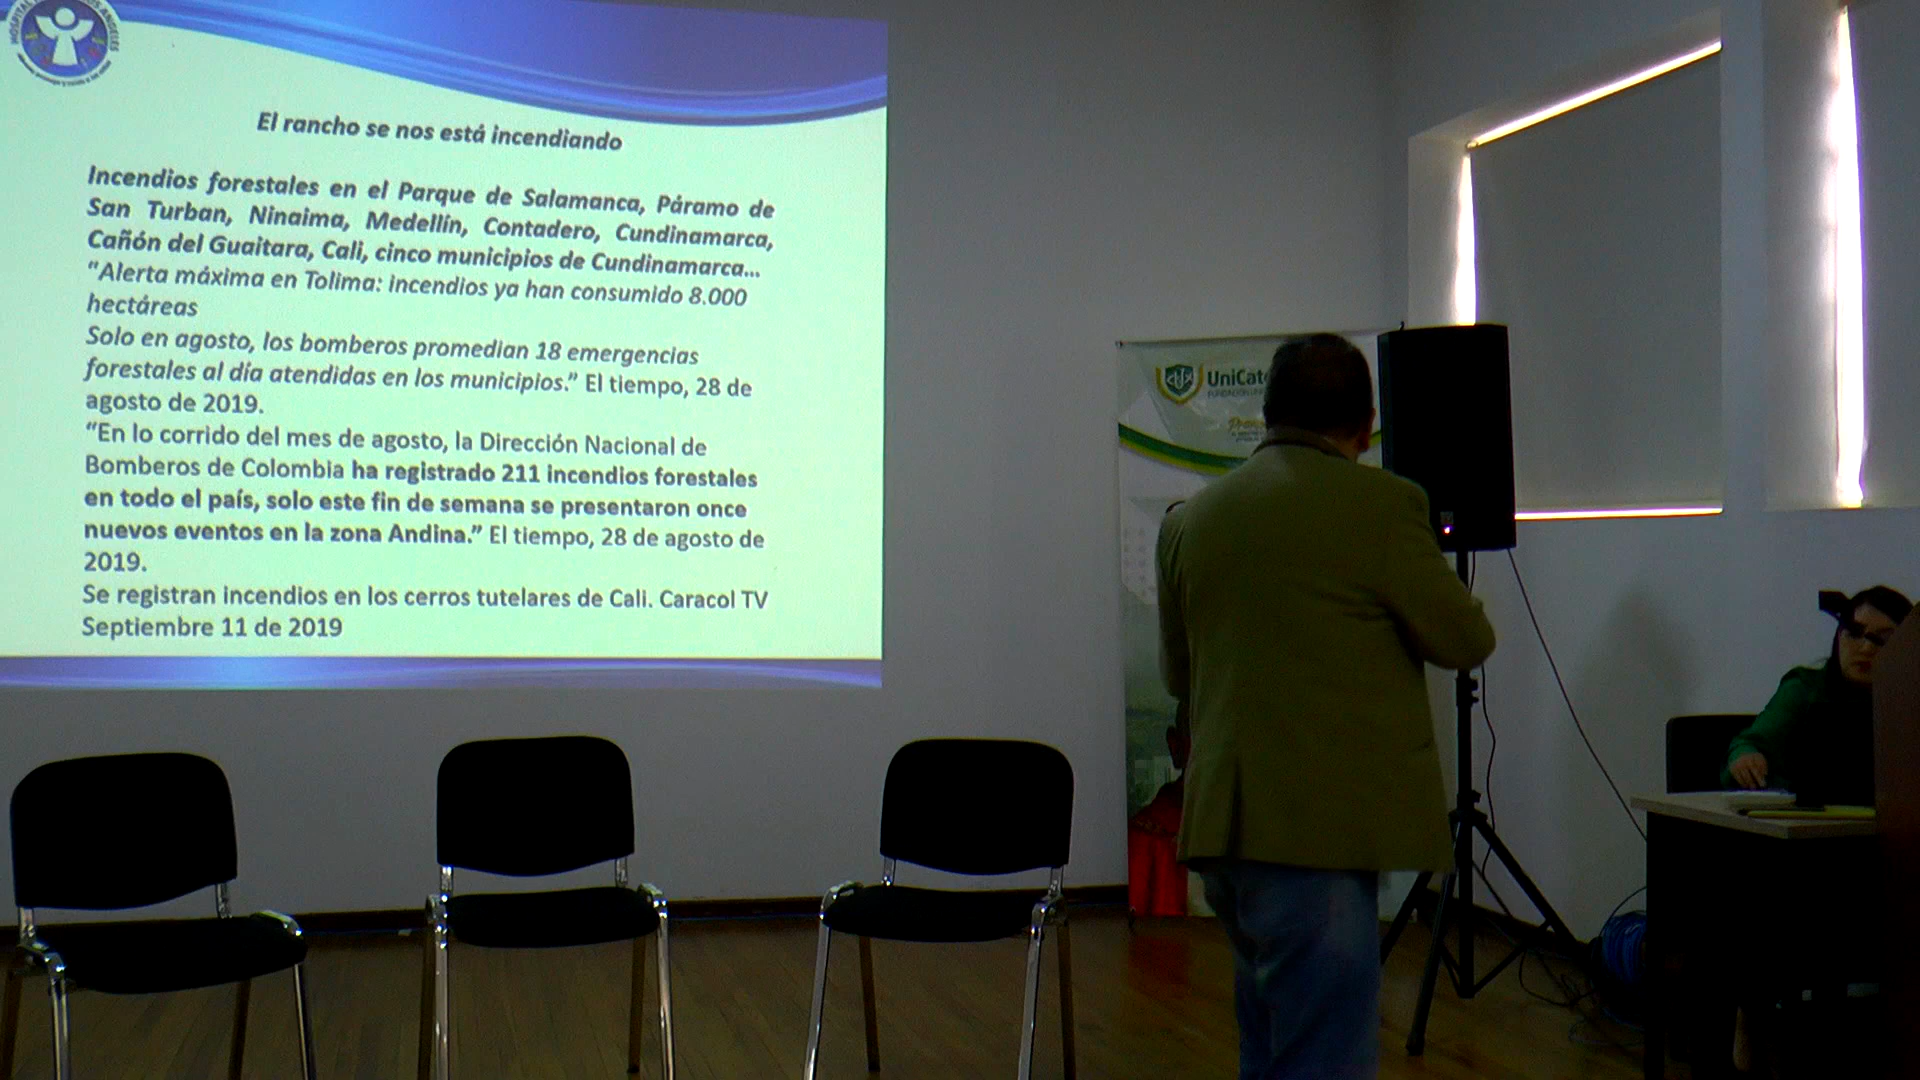 HOSPITAL
ANGELES
El rancho se nos está incendiando
Incendios forestales en el Parque de Salamanca, Páramo de
San Turban, Ninaima, Medellín, Contadero, Cundinamarca,
Cañón del Guaitara, Cali, cinco municipios de Cundinamarca...
"Alerta máxima en Tolima: incendios ya han consumido 8.000
hectáreas
Solo en agosto, los bomberos promedian 18 emergencias
forestales al día atendidas en los municipios." El tiempo, 28 de
agosto de 2019.
"En lo corrido del mes de agosto, la Dirección Nacional de
Bomberos de Colombia ha registrado 211 incendios forestales
en todo el país, solo este fin de semana se presentaron once
nuevos eventos en la zona Andina." El tiempo, 28 de agosto de
2019.
Se registran incendios en los cerros tutelares de Cali. Caracol TV
Septiembre 11 de 2019
UniCat